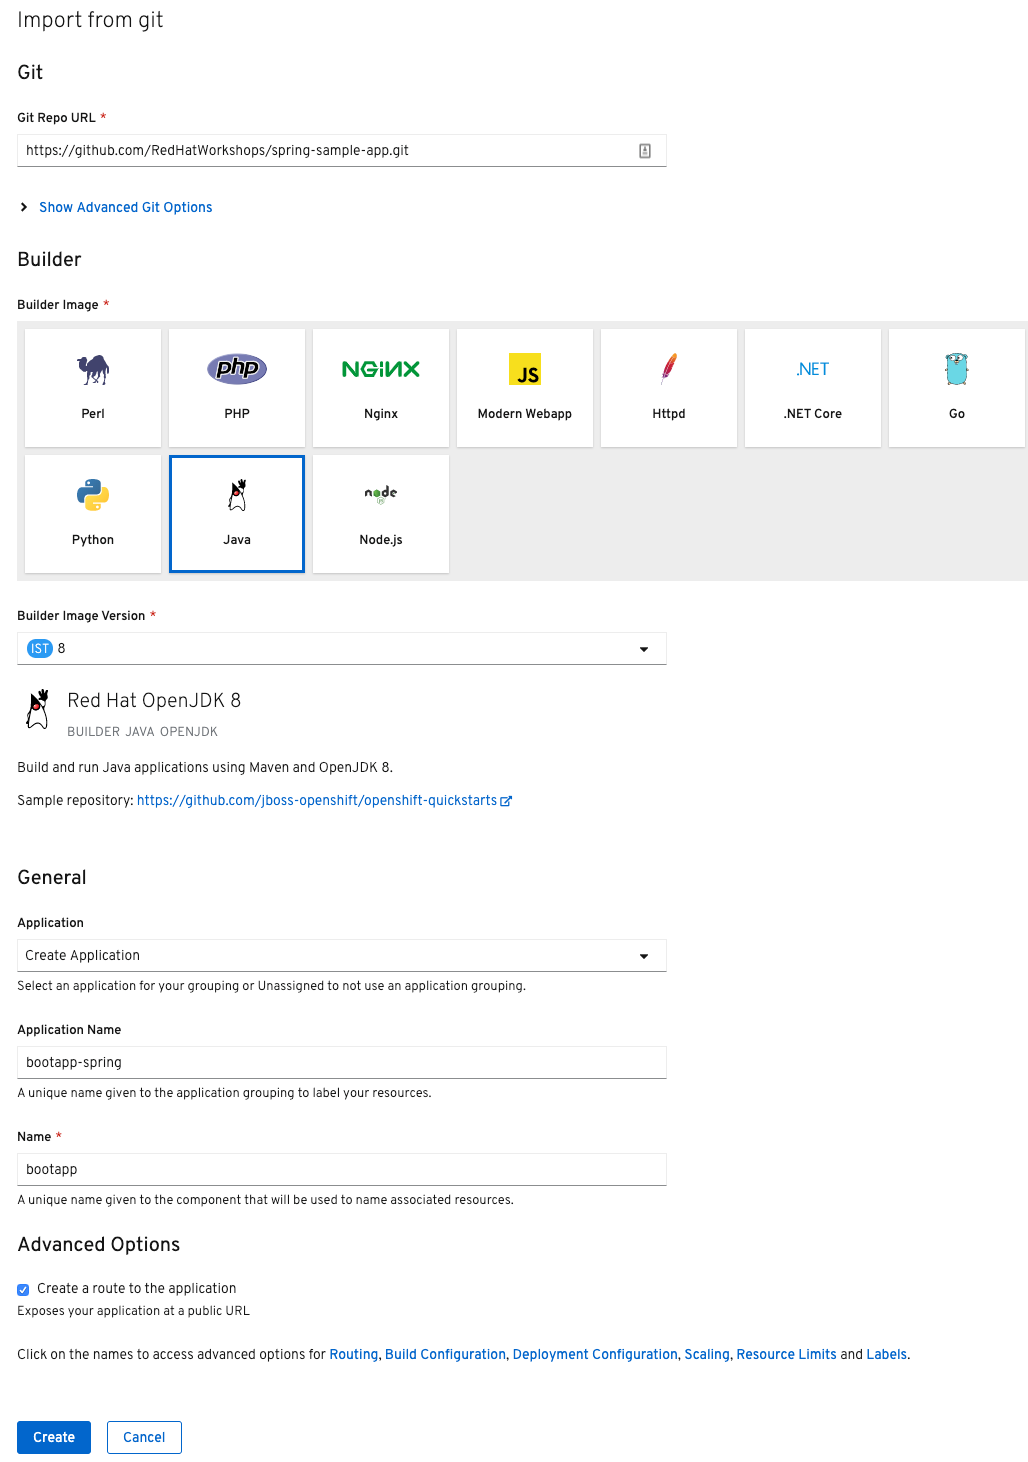 Import from git
Git
Git Repo URL *
https://github.com/RedHatWorkshops/spring-sample-app.git
Show Advanced Git Options
Builder
Builder Image *
php NGINX JS .NET
Perl PHP Nginx Modern Webapp Httpd .NET Core Go
node JS
Python Java Node.js
Builder Image Version *
IST 8
Red Hat OpenJDK 8
BUILDER JAVA OPENJDK
Build and run Java applications using Maven and OpenJDK 8.
Sample repository: https://github.com/jboss-openshift/openshift-quickstarts
General
Application
Create Application
Select an application for your grouping or Unassigned to not use an application grouping.
Application Name
bootapp-spring
A unique name given to the application grouping to label your resources.
Name *
bootapp
A unique name given to the component that will be used to name associated resources.
Advanced Options
Create a route to the application
Exposes your application at a public URL
Click on the names to access advanced options for Routing, Build Configuration, Deployment Configuration, Scaling, Resource Limits and Labels.
Create Cancel